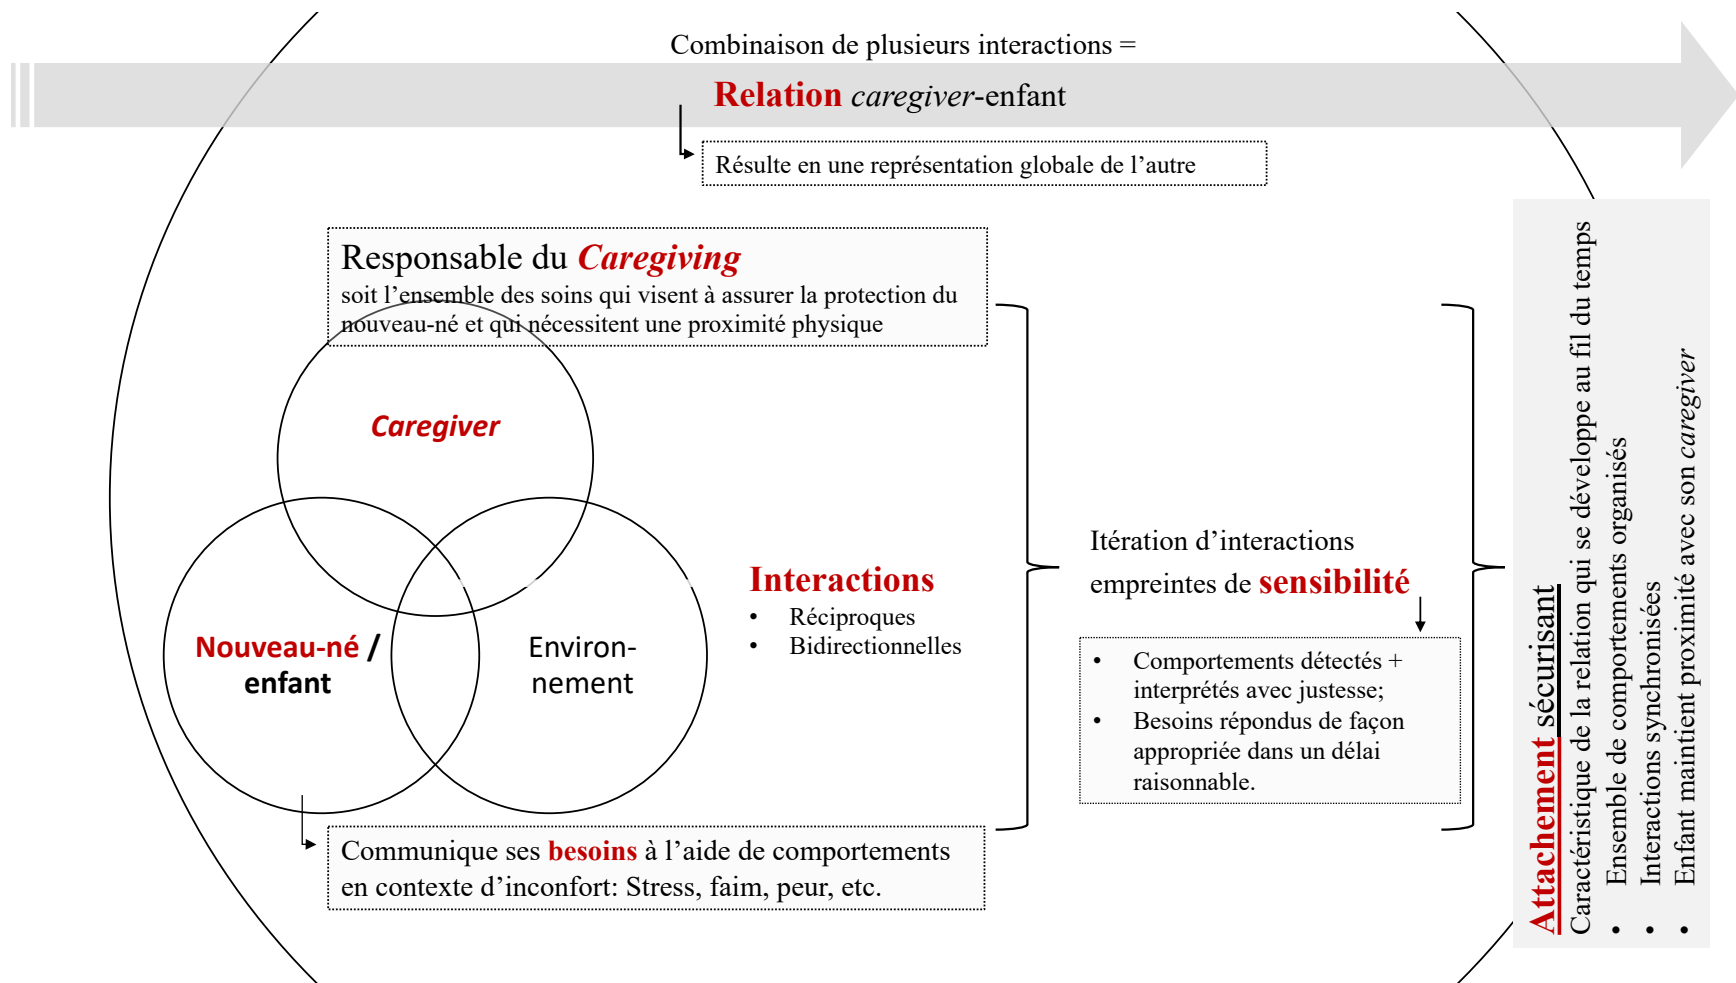 Combinaison de plusieurs interactions =
Relation caregiver-enfant
Résulte en une représentation globale de l’autre
Responsable du Caregiving
soit l’ensemble des soins qui visent à assurer la protection du
nouveau-né et qui nécessitent une proximité physique
Caregiver
Nouveau-né /
enfant
Environ-
nement
Interactions
• Réciproques
• Bidirectionnelles
Communique ses besoins à l’aide de comportements
en contexte d’inconfort: Stress, faim, peur, etc.
Itération d’interactions
empreintes de sensibilité
• Comportements détectés +
interprétés avec justesse;
• Besoins répondus de façon
appropriée dans un délai
raisonnable.
Attachement sécurisant
Caractéristique de la relation qui se développe au fil du temps
• Ensemble de comportements organisés
• Interactions synchronisées
• Enfant maintient proximité avec son caregiver